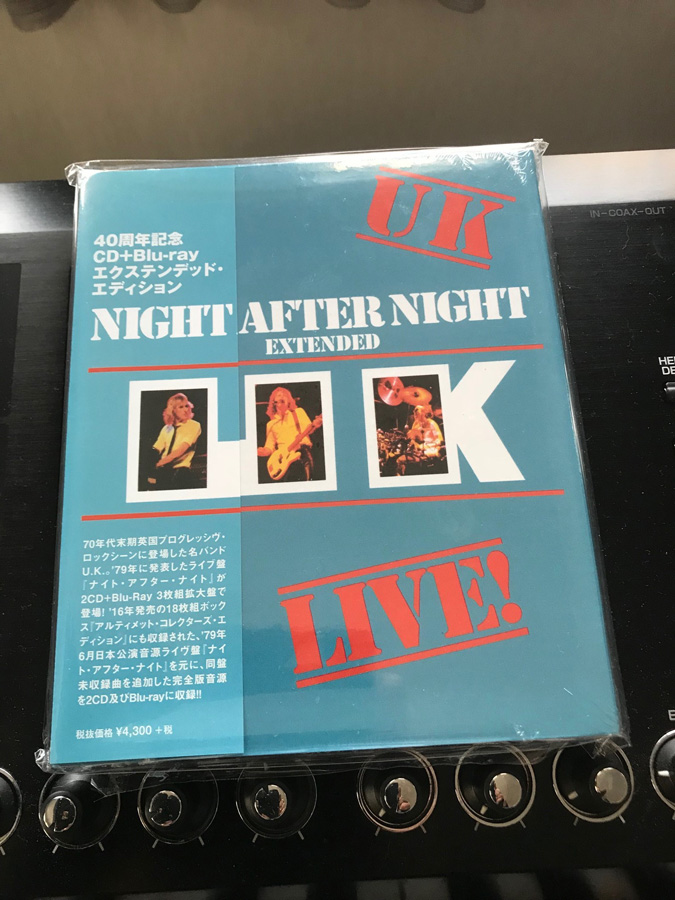 UK
40周年記念
CD+Blu-ray
エクステンデッド・
エディション
NIGHT AFTER NIGHT
EXTENDED
UK
70年代末期英国プログレッシヴ・
ロックシーンに登場した名バンド
U.K.。'79年に発表したライブ盤
『ナイト・アフター・ナイト』が
2CD+Blu-Ray 3枚組拡大盤で
登場! '16年発売の18枚組ボック
ス『アルティメット・コレクターズ・エ
ディション』にも収録された、'79年
6月日本公演音源ライヴ盤『ナイ
ト・アフター・ナイト』を元に、同盤
未収録曲を追加した完全版音源
を2CD及びBlu-rayに収録!!
税抜価格 ¥4,300 +税
LIVE!
IN-COAX-OUT